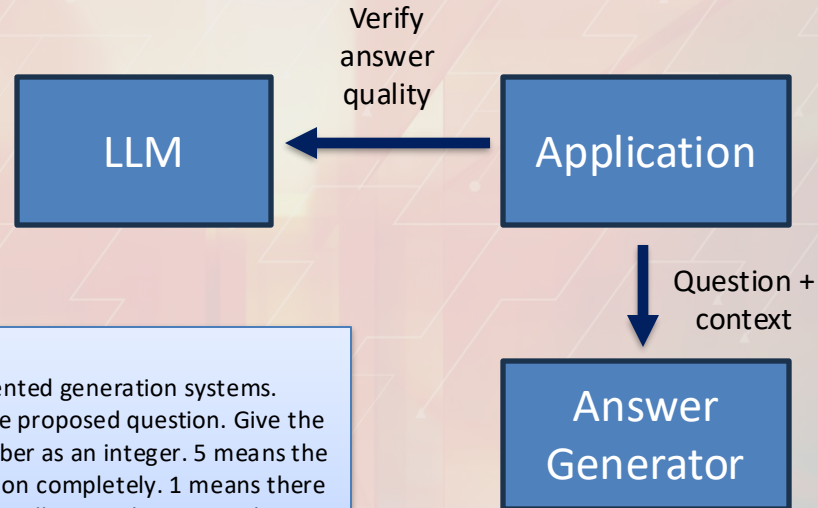 Verify
answer
quality
LLM
Application
Question +
context
ented generation systems.
e proposed question. Give the
ber as an integer. 5 means the
on completely. 1 means there
Answer
Generator